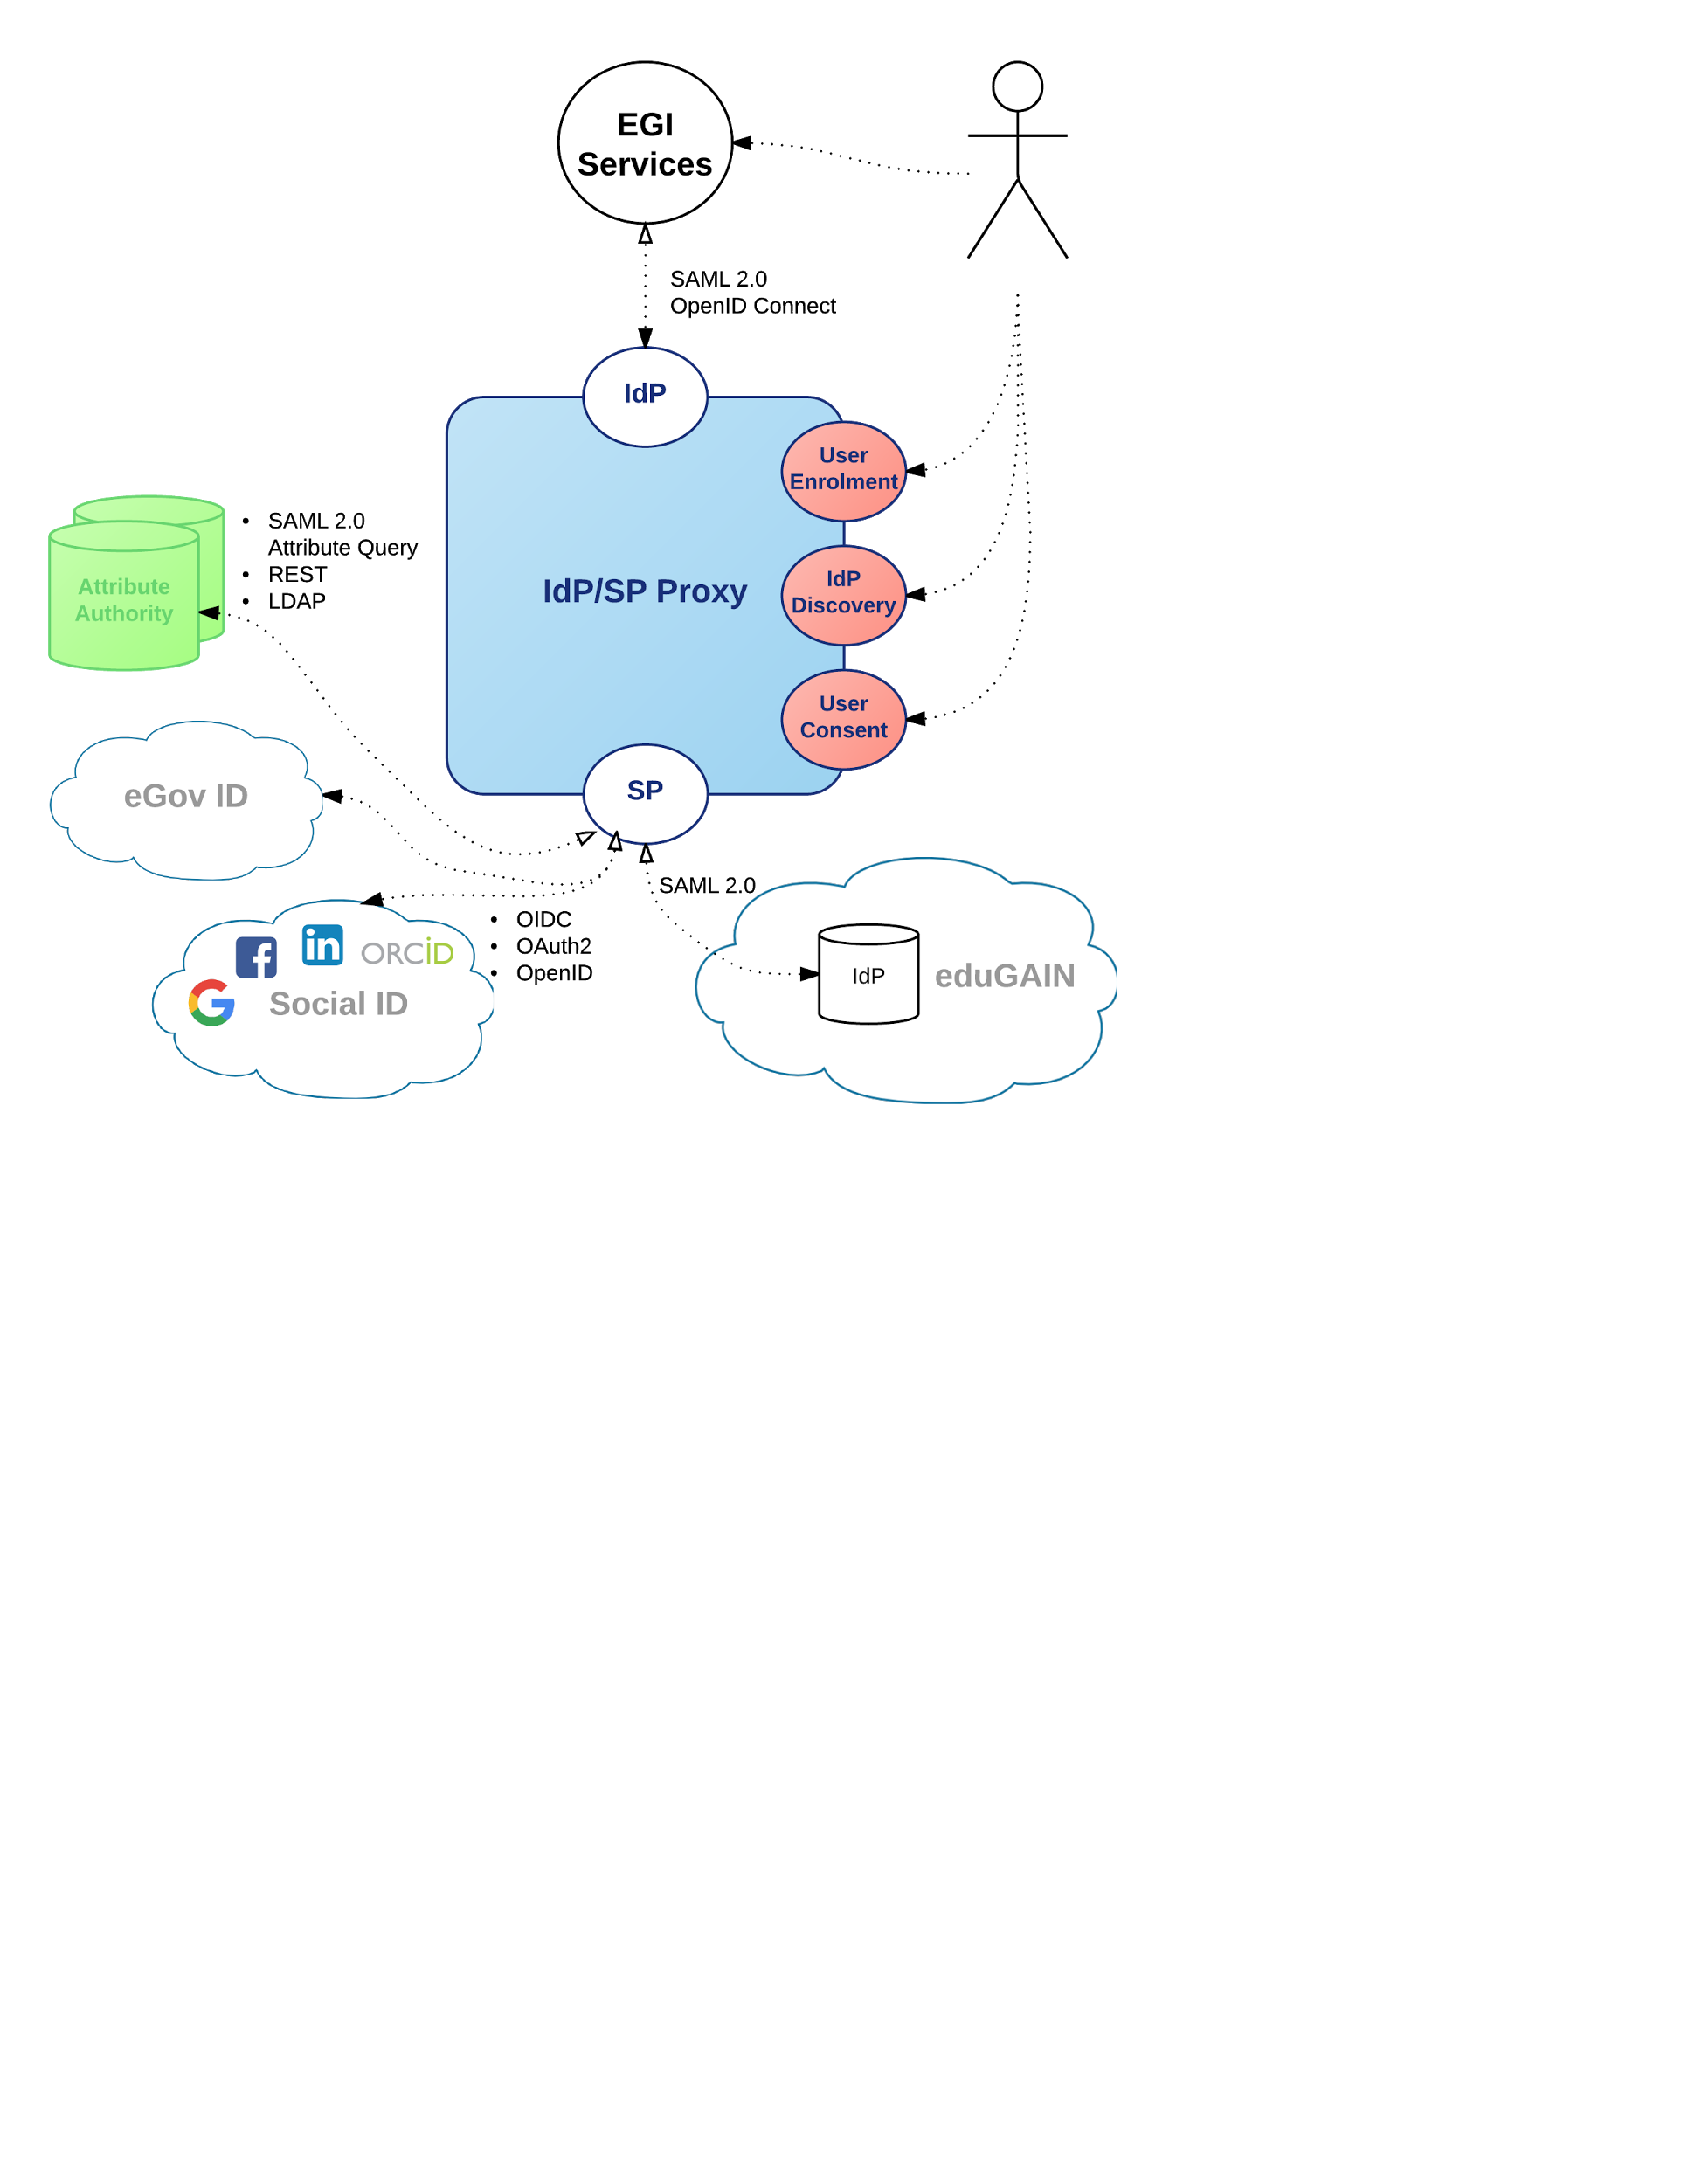 EGI
Services
SAML 2.0
OpenID Connect
IdP
User
Enrolment
• SAML 2.0
Attribute Query
• REST
• LDAP
Attribute
Authority
IdP/SP Proxy
IdP
Discovery
User
Consent
eGov ID
SP
SAML 2.0
• OIDC
• OAuth2
• OpenID
f
in
ORCiD
G
Social ID
IdP
eduGAIN